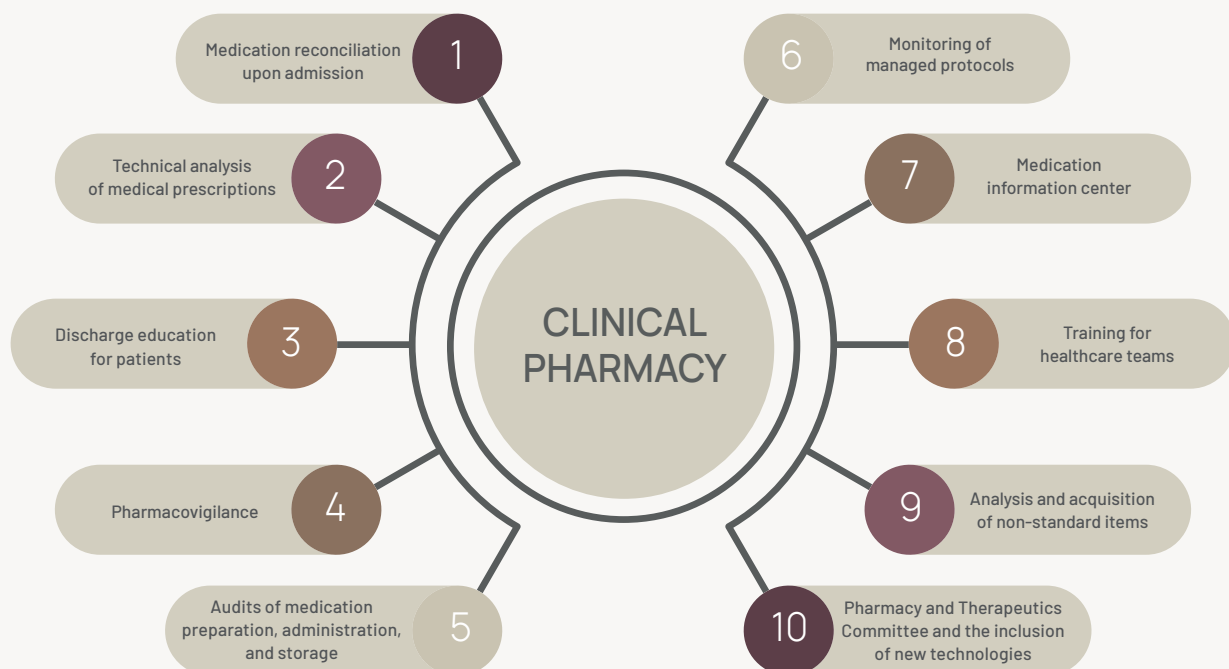 1
Medication reconciliation
upon admission
2
Technical analysis
of medical prescriptions
3
Discharge education
for patients
4
Pharmacovigilance
5
Audits of medication
preparation, administration,
and storage
CLINICAL
PHARMACY
6
Monitoring of
managed protocols
7
Medication
information center
8
Training for
healthcare teams
9
Analysis and acquisition
of non-standard items
10
Pharmacy and Therapeutics
Committee and the inclusion
of new technologies